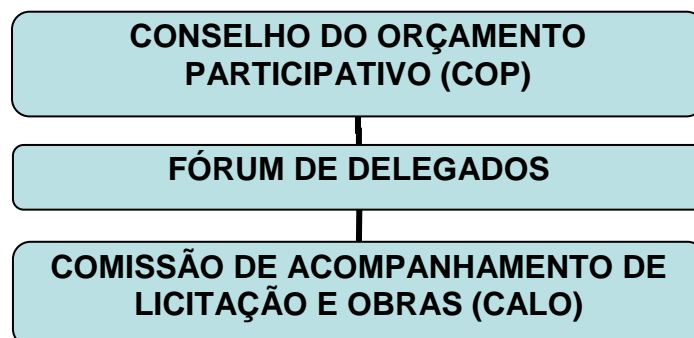 CONSELHO DO ORÇAMENTO
PARTICIPATIVO (COP)
FÓRUM DE DELEGADOS
COMISSÃO DE ACOMPANHAMENTO DE
LICITAÇÃO E OBRAS (CALO)